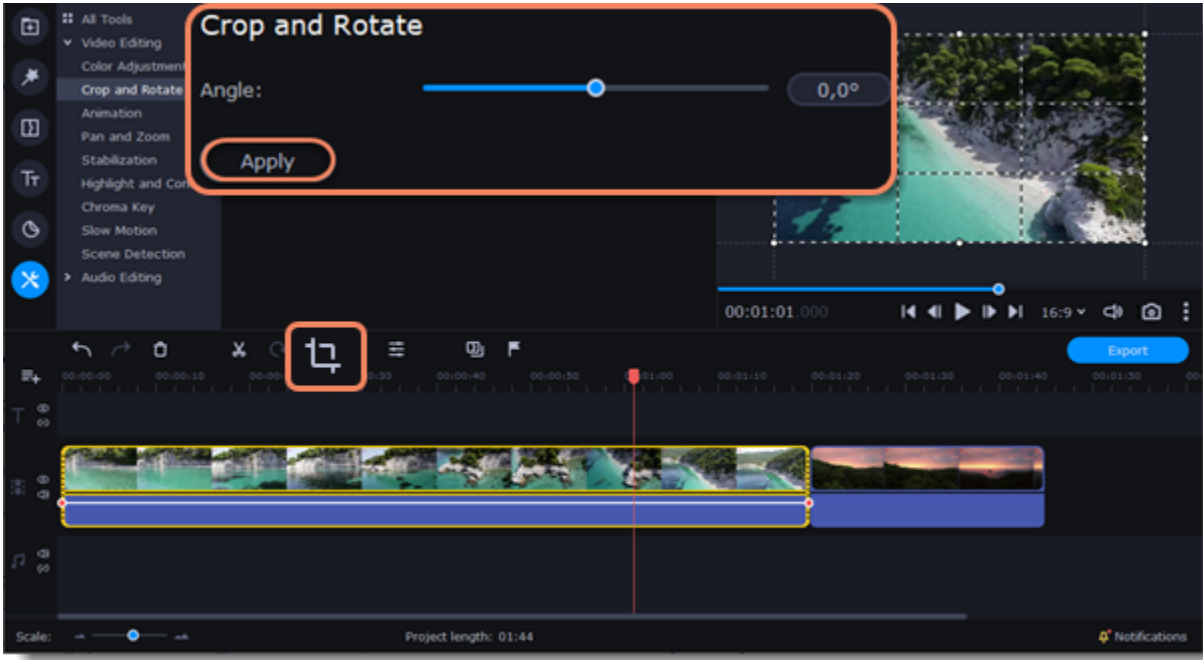 All Tools
Video Editing
Color Adjustment
Crop and Rotate
Animation
Pan and Zoom
Stabilization
Highlight and Con
Chroma Key
Slow Motion
Scene Detection
Audio Editing
Crop and Rotate
Angle:
0,0°
Apply
00:01:01.000
16:9
Export
00:00:00 00:00:10 00:00:40 00:00:50 00:01:10 00:01:20 00:01:30 00:01:40 00:01:50
Scale:
Project length: 01:44
Notifications